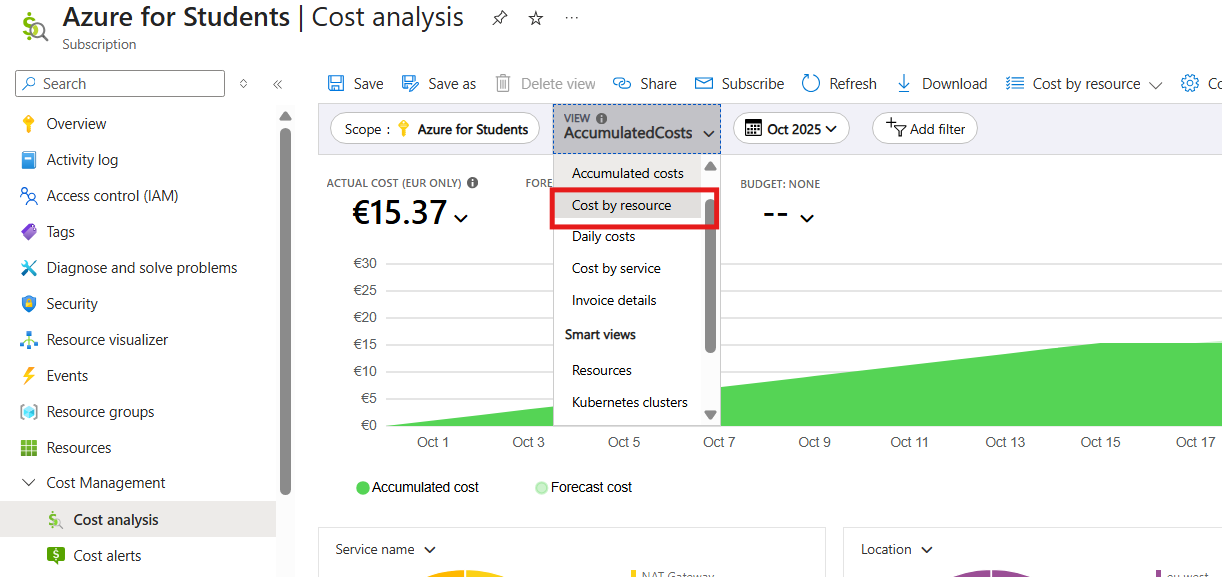 Azure for Students | Cost analysis
Subscription
Search
Save
Save as
Delete view
Share
Subscribe
Refresh
Download
Cost by resource
Co
Overview
Activity log
Access control (IAM)
Tags
Diagnose and solve problems
Security
Resource visualizer
Events
Resource groups
Resources
Cost Management
Cost analysis
Cost alerts
Scope : Azure for Students
VIEW
AccumulatedCosts
Oct 2025
Add filter
Accumulated costs
Cost by resource
Daily costs
Cost by service
Invoice details
Smart views
Resources
Kubernetes clusters
ACTUAL COST (EUR ONLY)
€15.37
FORE
BUDGET: NONE
--
€30
€25
€20
€15
€10
€5
€0
Oct 1 Oct 3 Oct 5 Oct 7 Oct 9 Oct 11 Oct 13 Oct 15 Oct 17
Accumulated cost Forecast cost
Service name
NAT Gateway
Location
eu west